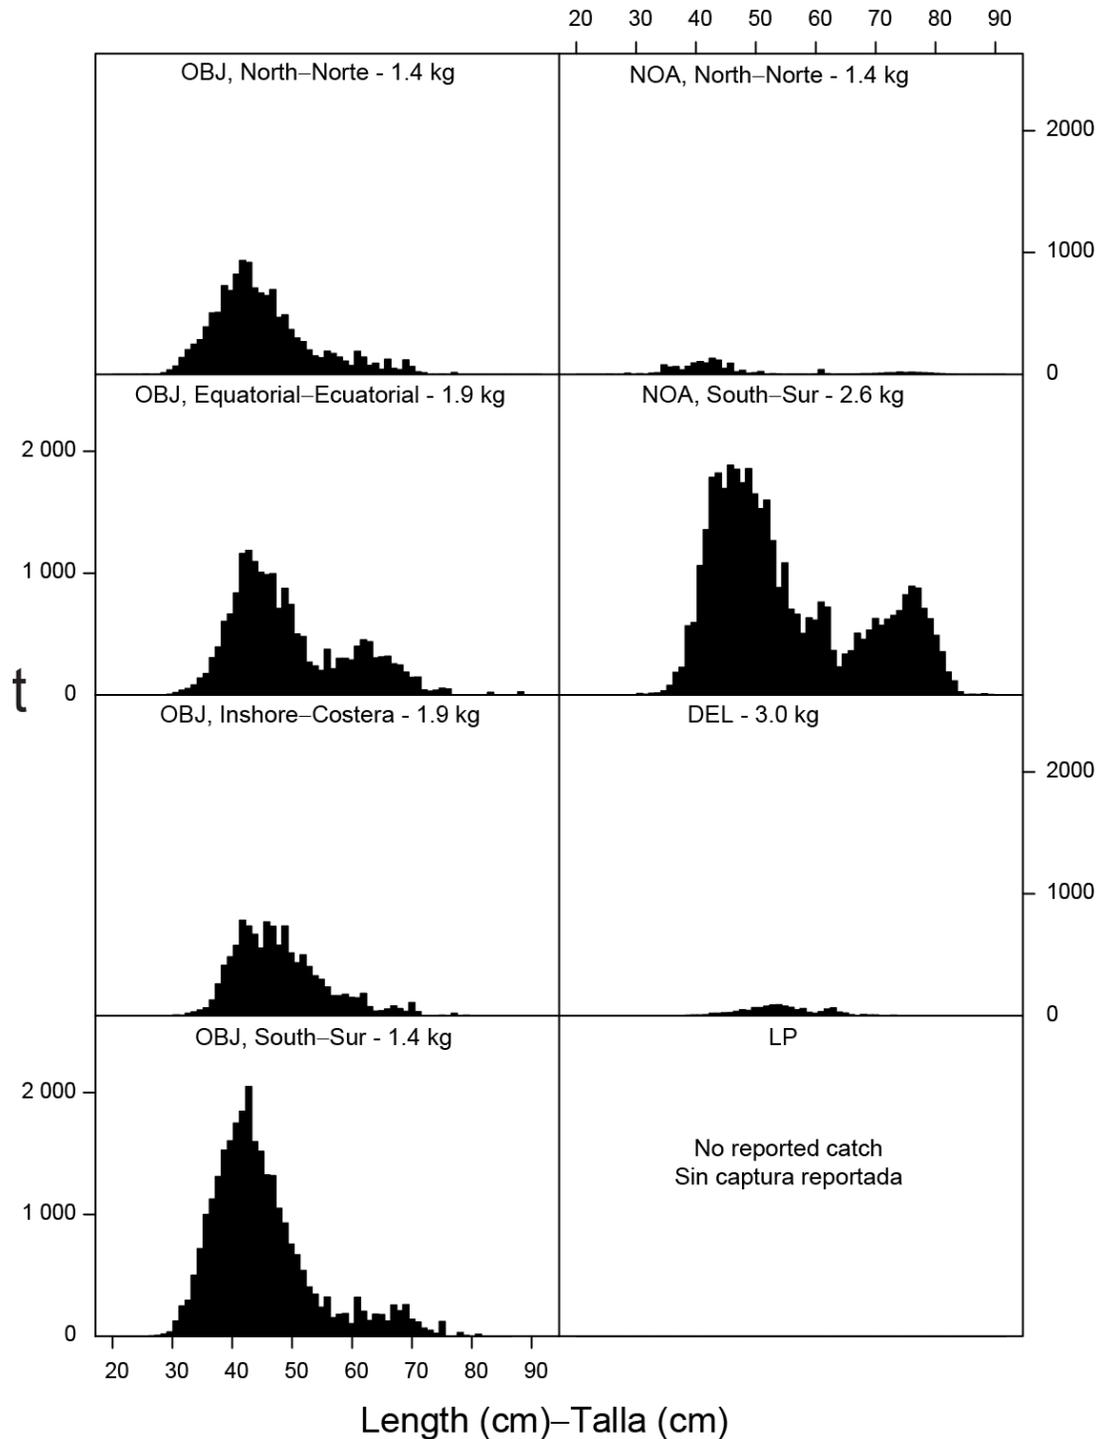 20 30 40 50 60 70 80 90
OBJ, North–Norte - 1.4 kg
NOA, North–Norte - 1.4 kg
2000
1000
0
OBJ, Equatorial–Ecuatorial - 1.9 kg
NOA, South–Sur - 2.6 kg
2 000
1 000
0
t
OBJ, Inshore–Costera - 1.9 kg
DEL - 3.0 kg
2000
1000
0
OBJ, South–Sur - 1.4 kg
LP
2 000
No reported catch
Sin captura reportada
1 000
0
20 30 40 50 60 70 80 90
Length (cm)–Talla (cm)